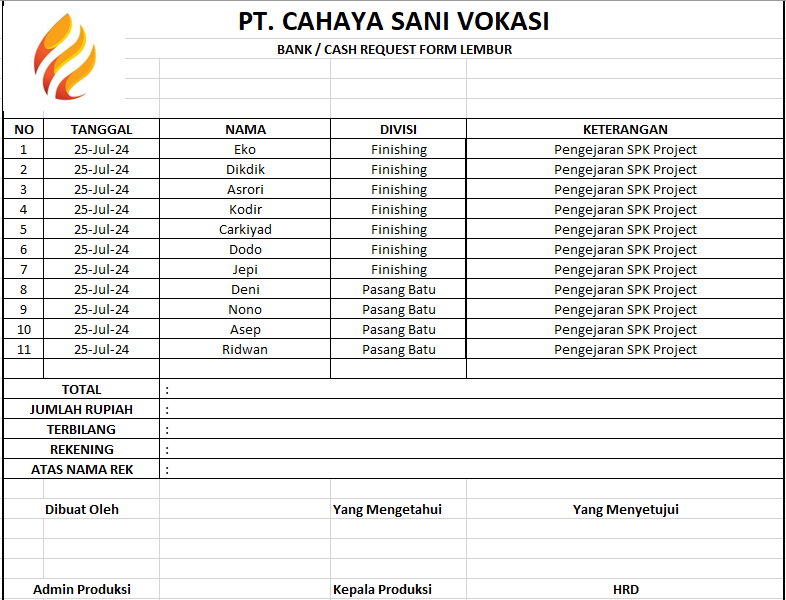 PT. CAHAYA SANI VOKASI
BANK / CASH REQUEST FORM LEMBUR
NO TANGGAL NAMA DIVISI KETERANGAN
1 25-Jul-24 Eko Finishing Pengejaran SPK Project
2 25-Jul-24 Dikdik Finishing Pengejaran SPK Project
3 25-Jul-24 Asrori Finishing Pengejaran SPK Project
4 25-Jul-24 Kodir Finishing Pengejaran SPK Project
5 25-Jul-24 Carkiyad Finishing Pengejaran SPK Project
6 25-Jul-24 Dodo Finishing Pengejaran SPK Project
7 25-Jul-24 Jepi Finishing Pengejaran SPK Project
8 25-Jul-24 Deni Pasang Batu Pengejaran SPK Project
9 25-Jul-24 Nono Pasang Batu Pengejaran SPK Project
10 25-Jul-24 Asep Pasang Batu Pengejaran SPK Project
11 25-Jul-24 Ridwan Pasang Batu Pengejaran SPK Project
TOTAL :
JUMLAH RUPIAH :
TERBILANG :
REKENING :
ATAS NAMA REK :
Dibuat Oleh Yang Mengetahui Yang Menyetujui
Admin Produksi Kepala Produksi HRD